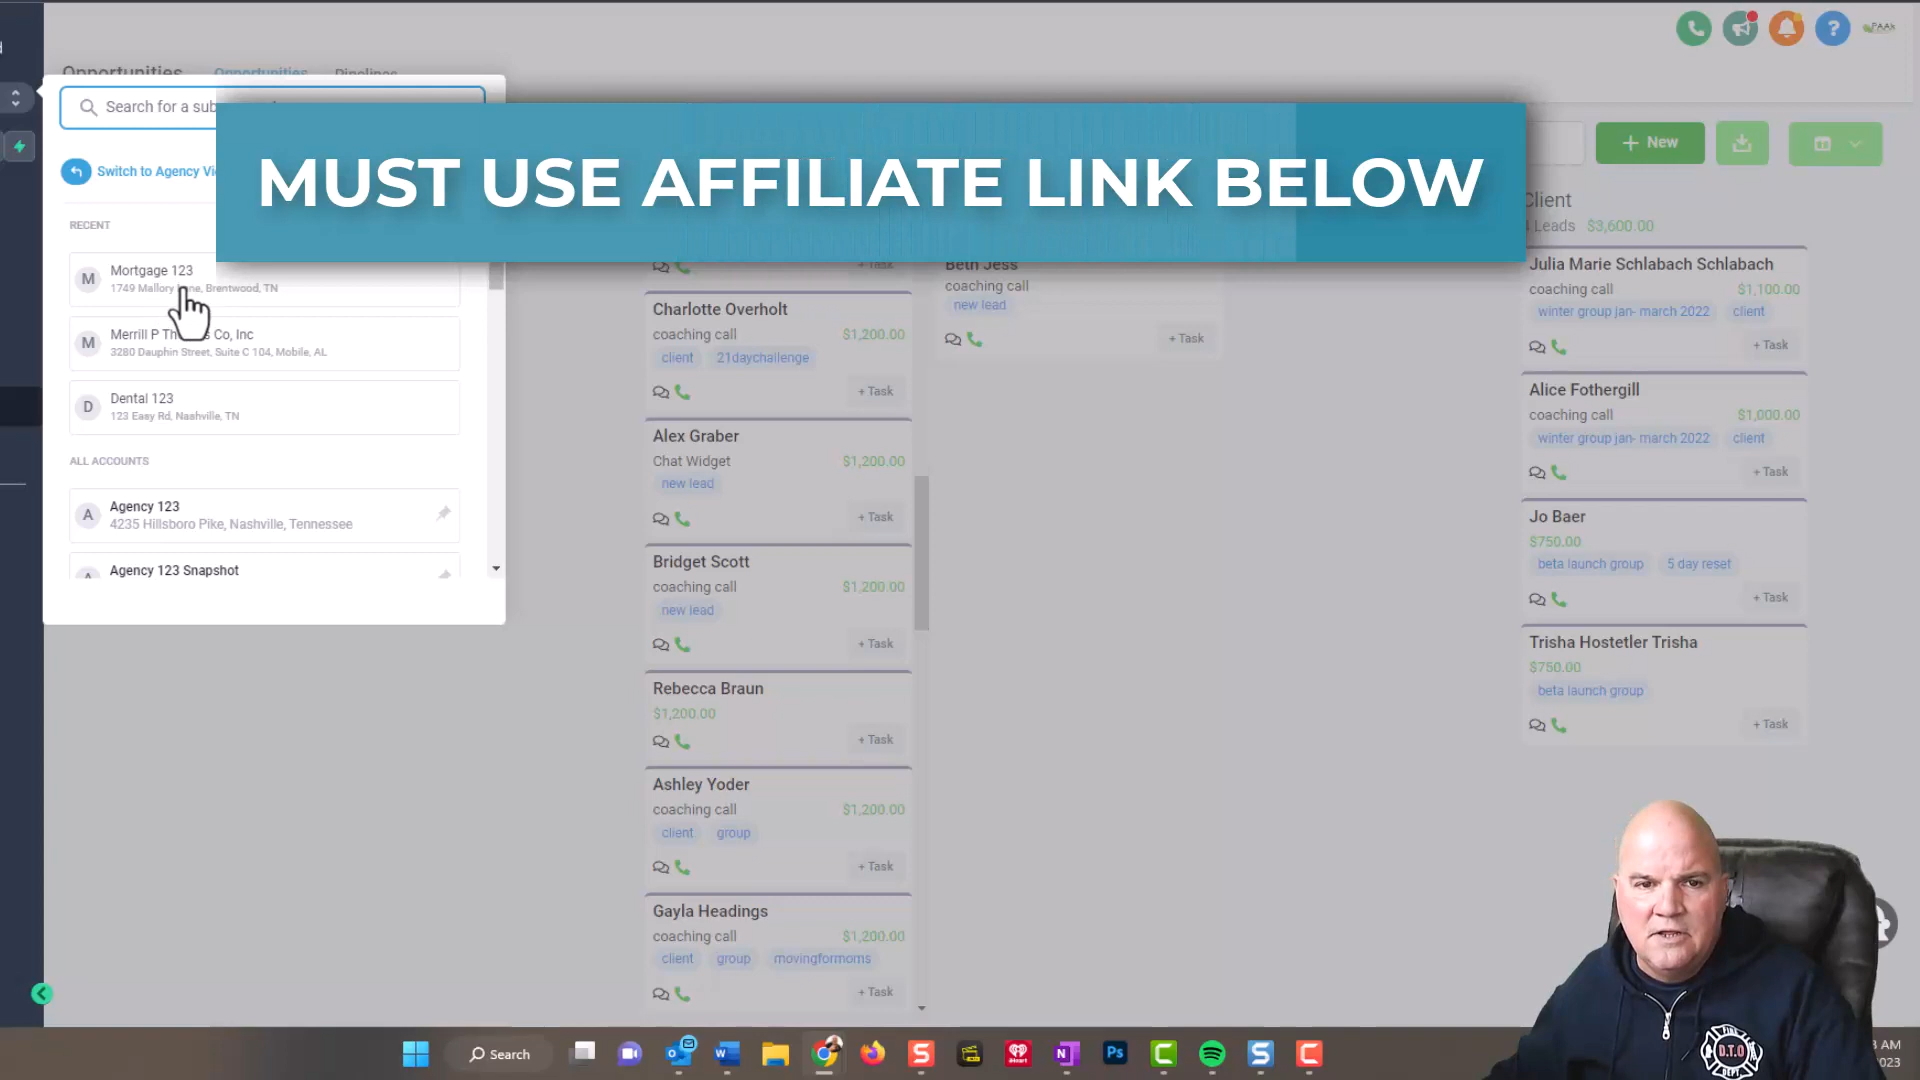 PAAk
Opportunities Opportunities Pipelines
Search for a sub
MUST USE AFFILIATE LINK BELOW
New
Switch to Agency Vi
RECENT
M
Mortgage 123
1749 Mallory Lane, Brentwood, TN
M
Merrill P Th Co, Inc
3280 Dauphin Street, Suite C 104, Mobile, AL
D
Dental 123
123 Easy Rd, Nashville, TN
ALL ACCOUNTS
A
Agency 123
4235 Hillsboro Pike, Nashville, Tennessee
A
Agency 123 Snapshot
+ Task
Charlotte Overholt
coaching call $1,200.00
client 21daychallenge
+ Task
Alex Graber
Chat Widget $1,200.00
new lead
+ Task
Bridget Scott
coaching call $1,200.00
new lead
+ Task
Rebecca Braun
$1,200.00
+ Task
Ashley Yoder
coaching call $1,200.00
client group
+ Task
Gayla Headings
coaching call $1,200.00
client group movingformoms
+ Task
Beth Jess
coaching call
new lead
+ Task
Client
Leads $3,600.00
Julia Marie Schlabach Schlabach
coaching call $1,100.00
winter group jan- march 2022 client
+ Task
Alice Fothergill
coaching call $1,000.00
winter group jan- march 2022 client
+ Task
Jo Baer
$750.00
beta launch group 5 day reset
+ Task
Trisha Hostetler Trisha
$750.00
beta launch group
+ Task
FIRE
D.T.O
DEPT
Search
AM
023